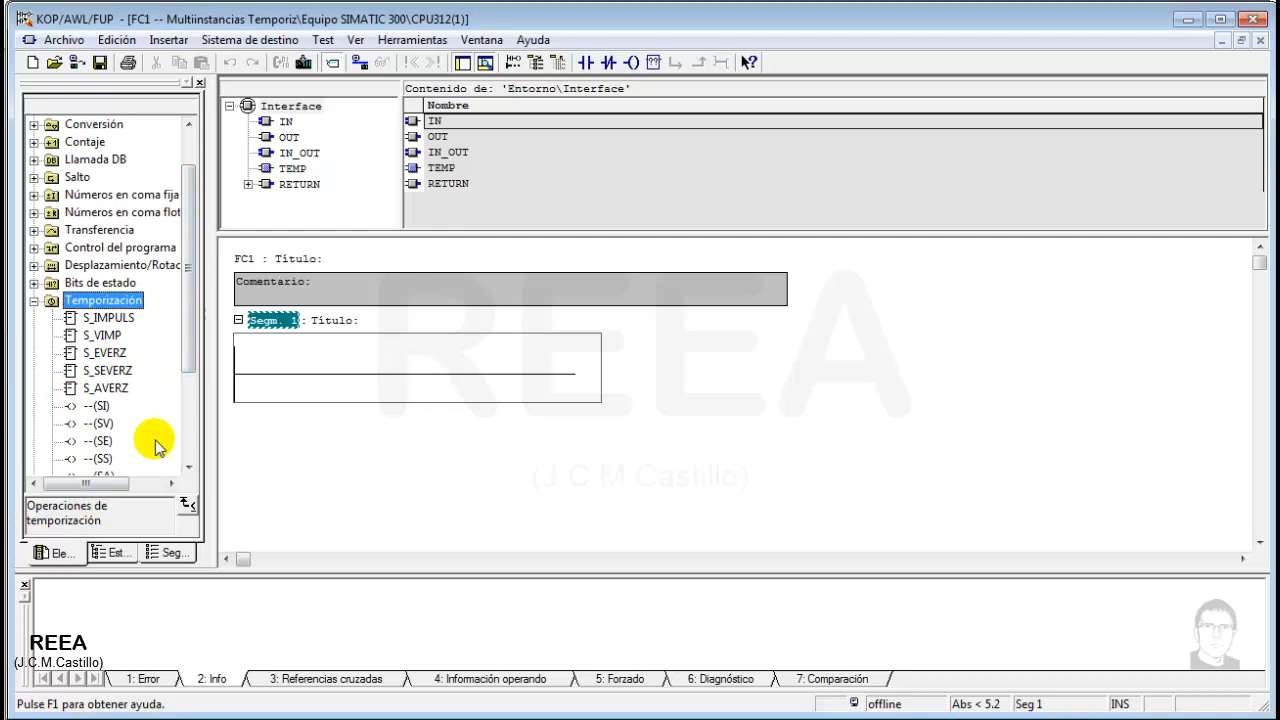 KOP/AWL/FUP - [FC1 -- Multiinstancias Temporiz\Equipo SIMATIC 300\CPU312(1)]
Archivo Edición Insertar Sistema de destino Test Ver Herramientas Ventana Ayuda
Conversión
Contaje
Llamada DB
Salto
Números en coma fija
Números en coma flot
Transferencia
Control del programa
Desplazamiento/Rotac
Bits de estado
Temporización
S_IMPULS
S_VIMP
S_EVERZ
S_SEVERZ
S_AVERZ
--(SI)
--(SV)
--(SE)
--(SS)
Operaciones de
temporización
Ele... Est... Seg...
Interface
IN
OUT
IN_OUT
TEMP
RETURN
Contenido de: 'Entorno\Interface'
Nombre
IN
OUT
IN_OUT
TEMP
RETURN
FC1 : Título:
Comentario:
Segm. 1: Título:
REEA
(J.C.M Castillo)
REEA
(J.C.M.Castillo)
1: Error 2: Info 3: Referencias cruzadas 4: Infomación operando 5: Forzado 6: Diagnóstico 7: Comparación
Pulse F1 para obtener ayuda. offline Abs < 5.2 Seg 1 INS